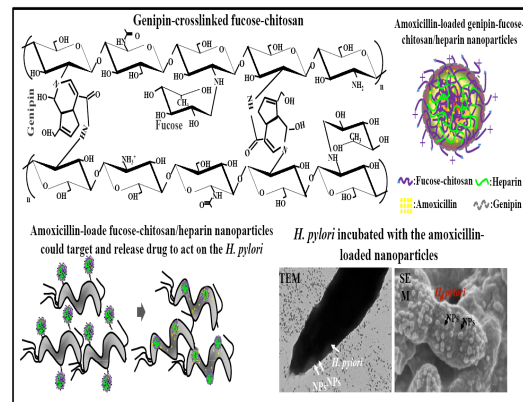 Genipin-crosslinked fucose-chitosan
Genipin
Fucose
Amoxicillin-loaded genipin-fucose-
chitosan/heparin nanoparticles
:Fucose-chitosan
:Heparin
:Amoxicillin
:Genipin
Amoxicillin-loade fucose-chitosan/heparin nanoparticles
could target and release drug to act on the H. pylori
H. pylori incubated with the amoxicillin-
loaded nanoparticles
TEM
H. pylori
NPs
NPs
SE
M
H. pylori
NPs
NPs